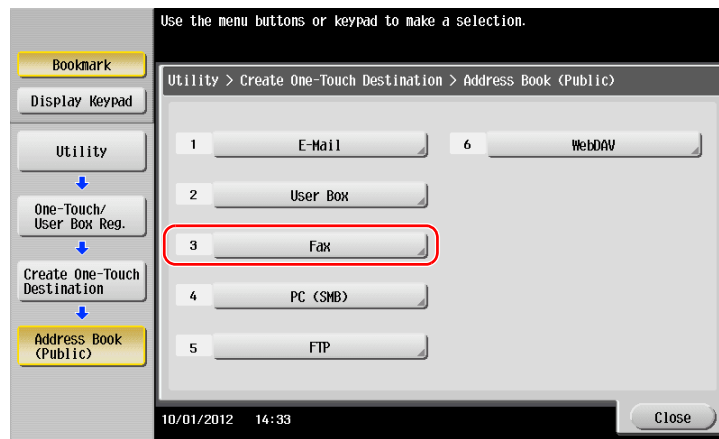 Use the menu buttons or keypad to make a selection.
Bookmark
Display Keypad
Utility
One-Touch/
User Box Reg.
Create One-Touch
Destination
Address Book
(Public)
Utility > Create One-Touch Destination > Address Book (Public)
1 E-Mail
2 User Box
3 Fax
4 PC (SMB)
5 FTP
6 WebDAV
10/01/2012 14:33
Close